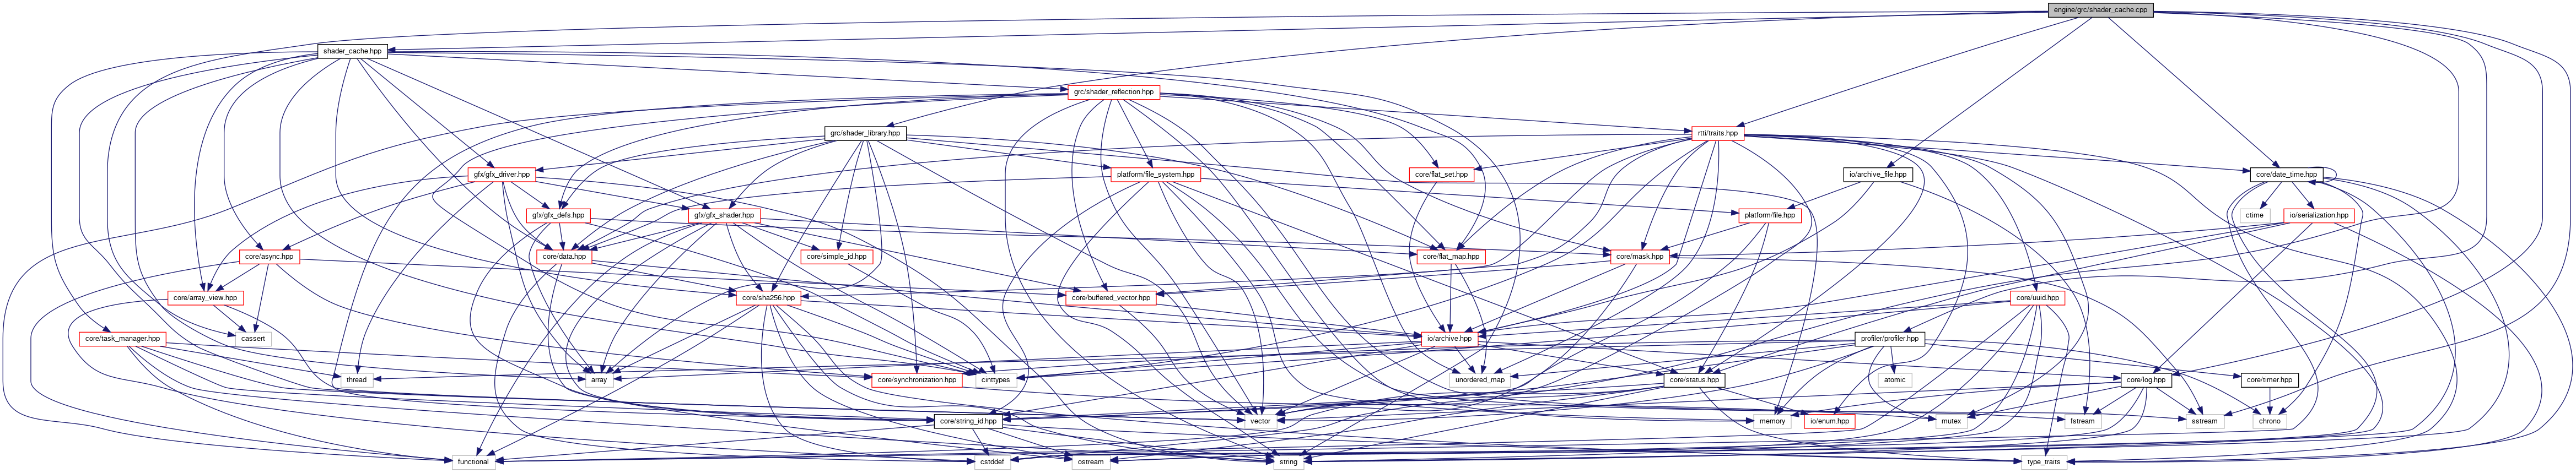 engine/grc/shader_cache.cpp
shader_cache.hpp
grc/shader_reflection.hpp
grc/shader_library.hpp
rtti/traits.hpp
gfx/gfx_driver.hpp
platform/file_system.hpp
core/flat_set.hpp
io/archive_file.hpp
core/date_time.hpp
gfx/gfx_defs.hpp
gfx/gfx_shader.hpp
platform/file.hpp
ctime
io/serialization.hpp
core/async.hpp
core/data.hpp
core/simple_id.hpp
core/flat_map.hpp
core/mask.hpp
core/array_view.hpp
core/sha256.hpp
core/buffered_vector.hpp
core/uuid.hpp
core/task_manager.hpp
cassert
io/archive.hpp
profiler/profiler.hpp
thread
array
core/synchronization.hpp
cinttypes
unordered_map
core/status.hpp
atomic
core/log.hpp
core/timer.hpp
core/string_id.hpp
vector
memory
io/enum.hpp
mutex
fstream
sstream
chrono
functional
cstddef
ostream
string
type_traits